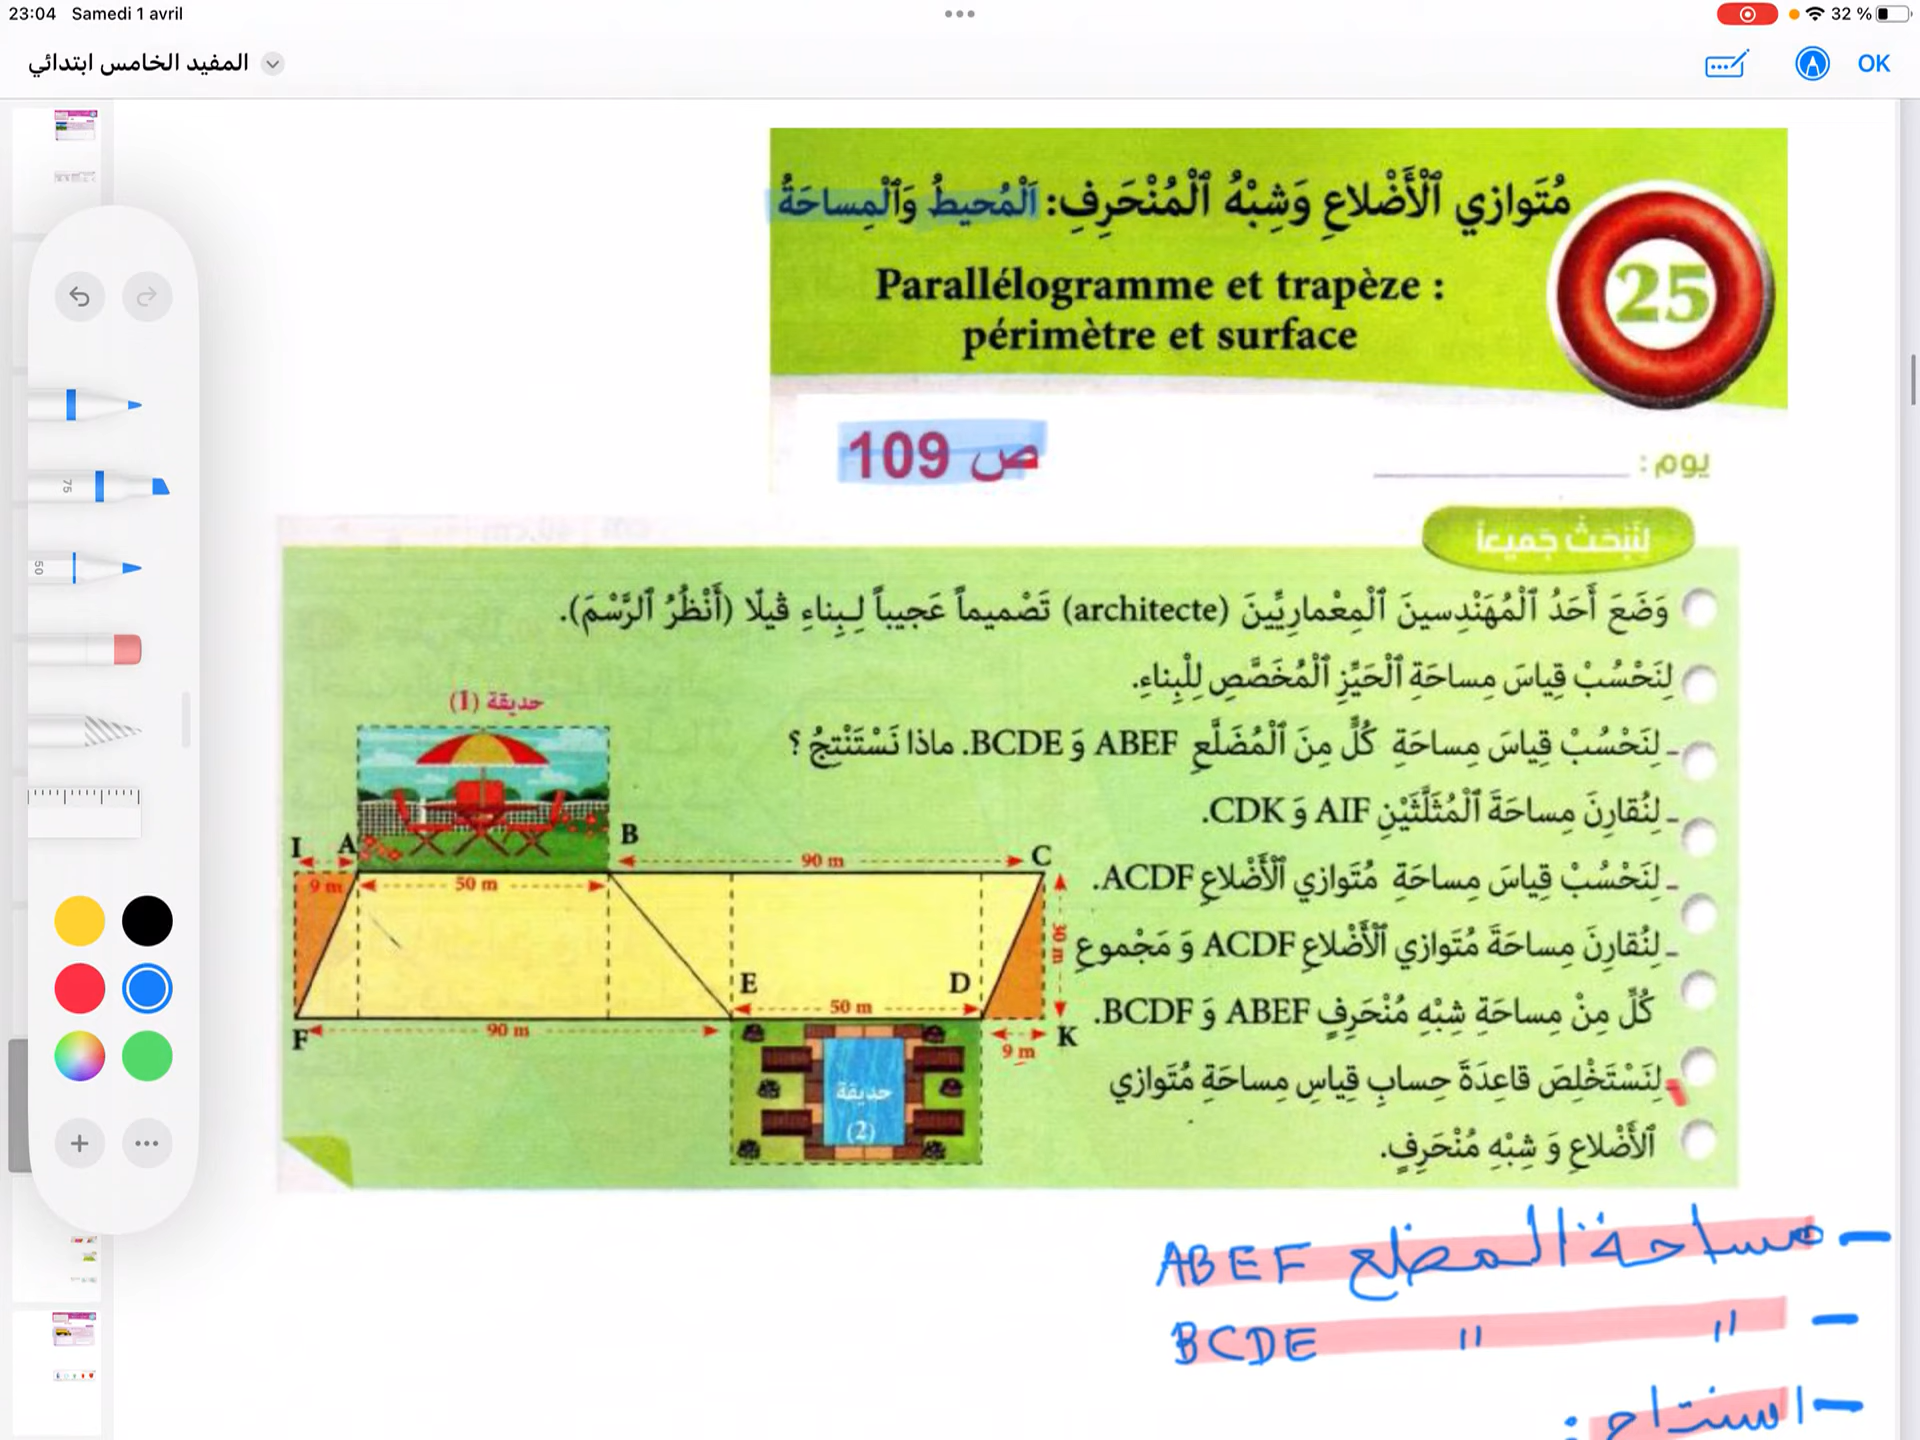 23:04 Samedi 1 avril
32 %
المفيد الخامس ابتدائي
OK
مُتَوازي ٱلْأَضْلاعِ وَشِبْهُ ٱلْمُنْحَرِفِ: اَلْمُحيطُ وَٱلْمِساحَةُ
Parallélogramme et trapèze :
périmètre et surface
25
ص 109
يوم :
لِنَبْحَثْ جَميعاً
وَضَعَ أَحَدُ ٱلْمُهَنْدِسينَ ٱلْمِعْمارِيِّينَ (architecte) تَصْميماً عَجيباً لِـبِناءِ ڤيلّا (أَنْظُرُ ٱلرَّسْمَ).
لِنَحْسُبْ قِياسَ مِساحَةِ ٱلْحَيِّزِ ٱلْمُخَصَّصِ لِلْبِناءِ.
ـ لِنَحْسُبْ قِياسَ مِساحَةِ كُلٍّ مِنَ ٱلْمُضَلَّعِ ABEF وَ BCDE. ماذا نَسْتَنْتِجُ ؟
ـ لِنُقارِنَ مِساحَةَ ٱلْمُثَلَّثَيْنِ AIF وَ CDK.
ـ لِنَحْسُبْ قِياسَ مِساحَةِ مُتَوازي ٱلْأَضْلاعِ ACDF.
ـ لِنُقارِنَ مِساحَةَ مُتَوازي ٱلْأَضْلاعِ ACDF وَ مَجْموعِ
كُلٍّ مِنْ مِساحَةِ شِبْهِ مُنْحَرِفٍ ABEF وَ BCDF.
ـ لِنَسْتَخْلِصَ قاعِدَةَ حِسابِ قِياسِ مِساحَةِ مُتَوازي
ٱلْأَضْلاعِ وَ شِبْهِ مُنْحَرِفٍ.
حديقة (1)
I A B C
90 m
9 m 50 m
30 m
E D
50 m
F K
90 m
9 m
حديقة
(2)
75
50
- مساحة المضلع ABEF
- " " BCDE
- استنتاج :